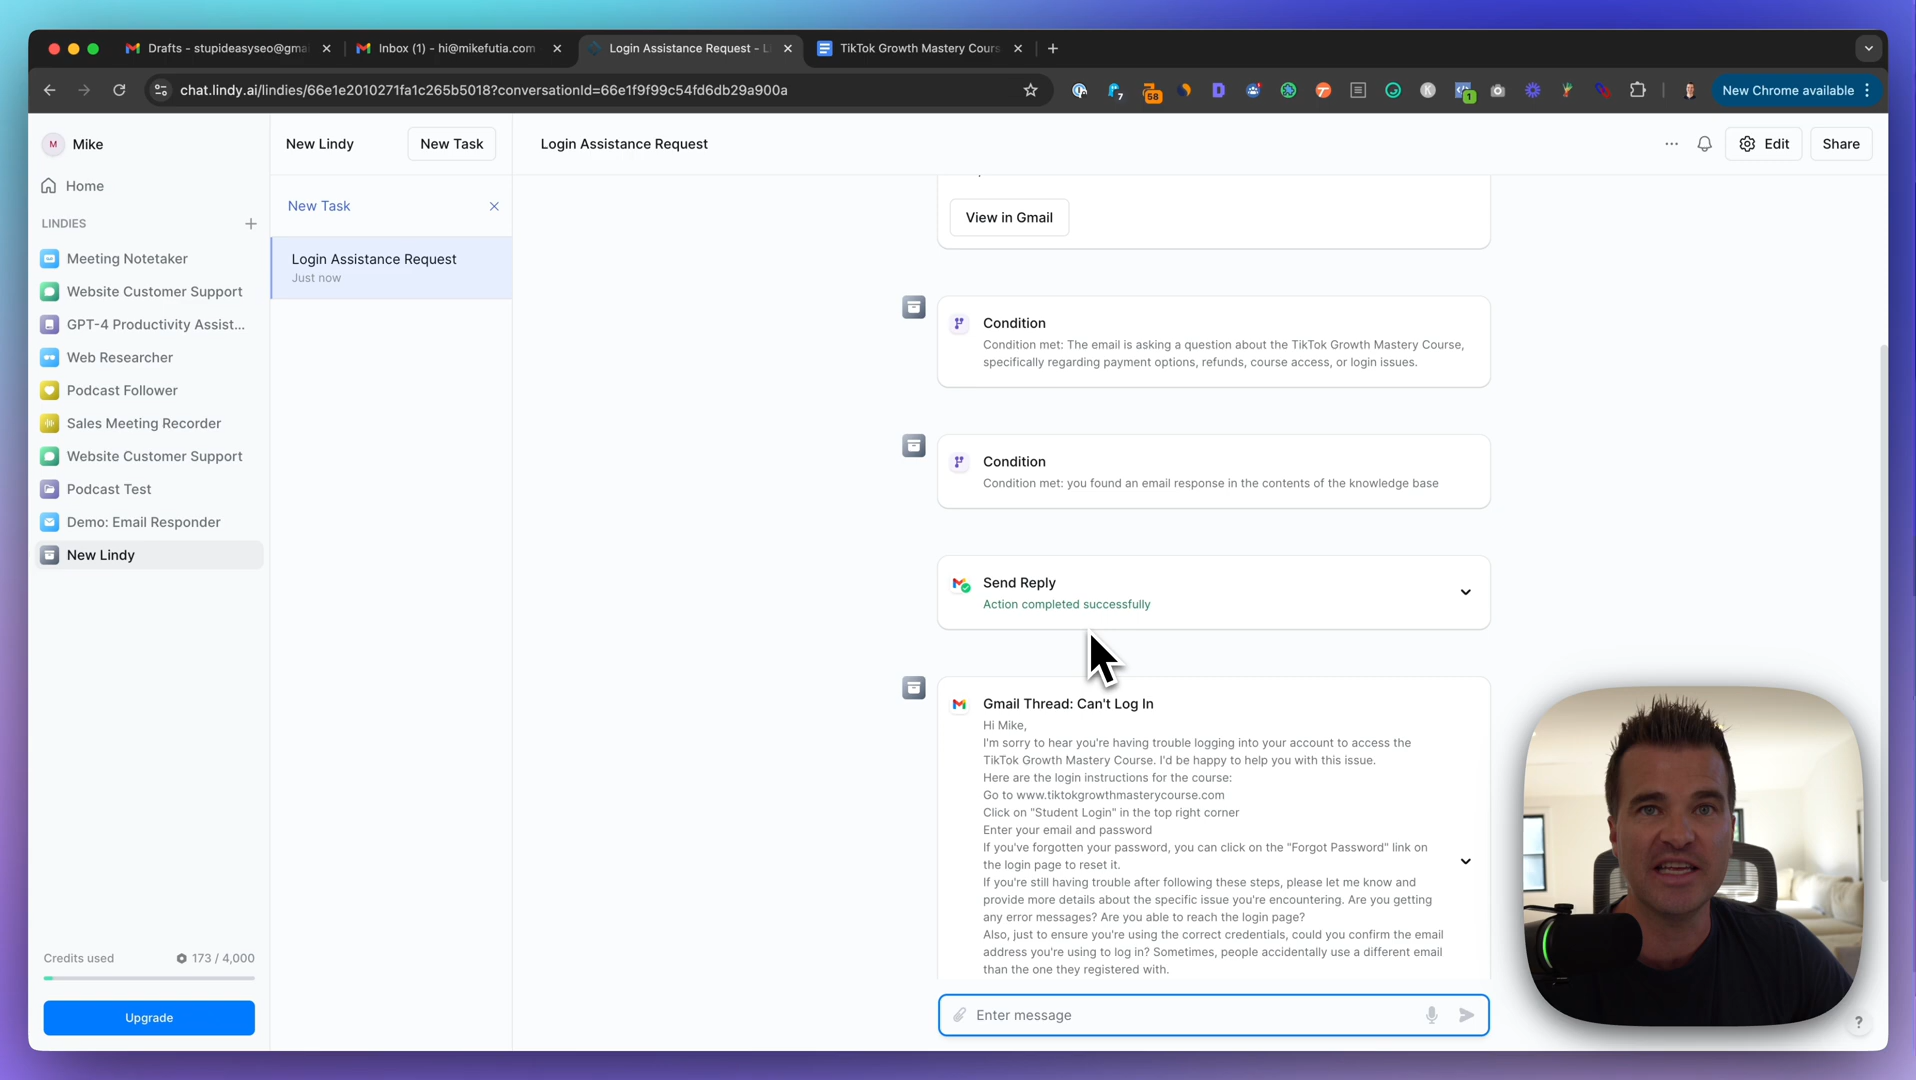 Drafts - stupideasyseo@gma
Inbox (1) - hi@mikefutia.com
Login Assistance Request - L
TikTok Growth Mastery Cours
chat.lindy.ai/lindies/66e1e2010271fa1c265b5018?conversationId=66e1f9f99c54fd6db29a900a
7
58
1
New Chrome available
M
Mike
New Lindy
New Task
Login Assistance Request
Edit
Share
Home
LINDIES
Meeting Notetaker
Website Customer Support
GPT-4 Productivity Assist...
Web Researcher
Podcast Follower
Sales Meeting Recorder
Website Customer Support
Podcast Test
Demo: Email Responder
New Lindy
Credits used
173 / 4,000
Upgrade
New Task
Login Assistance Request
Just now
View in Gmail
Condition
Condition met: The email is asking a question about the TikTok Growth Mastery Course,
specifically regarding payment options, refunds, course access, or login issues.
Condition
Condition met: you found an email response in the contents of the knowledge base
Send Reply
Action completed successfully
Gmail Thread: Can't Log In
Hi Mike,
I'm sorry to hear you're having trouble logging into your account to access the
TikTok Growth Mastery Course. I'd be happy to help you with this issue.
Here are the login instructions for the course:
Go to www.tiktokgrowthmasterycourse.com
Click on "Student Login" in the top right corner
Enter your email and password
If you've forgotten your password, you can click on the "Forgot Password" link on
the login page to reset it.
If you're still having trouble after following these steps, please let me know and
provide more details about the specific issue you're encountering. Are you getting
any error messages? Are you able to reach the login page?
Also, just to ensure you're using the correct credentials, could you confirm the email
address you're using to log in? Sometimes, people accidentally use a different email
than the one they registered with.
Enter message
?